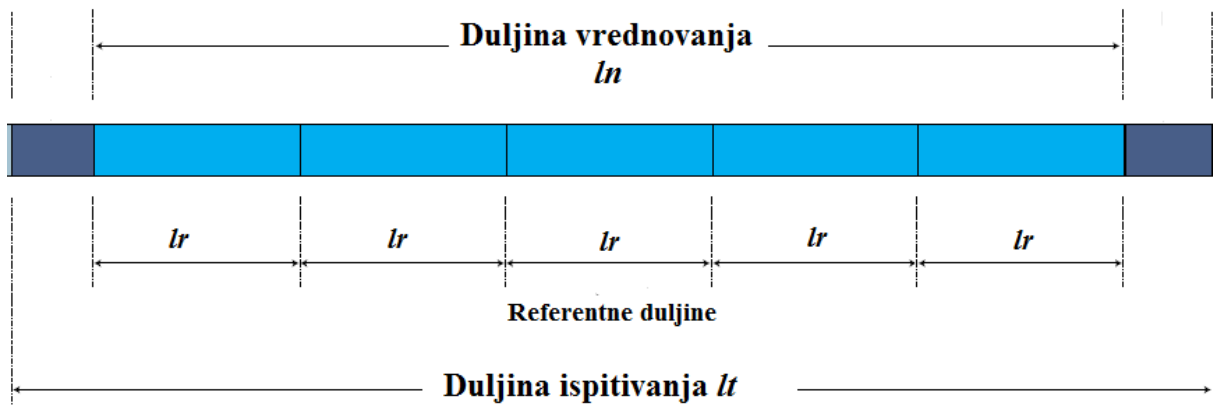 Duljina vrednovanja
ln
lr
lr
lr
lr
lr
Referentne duljine
Duljina ispitivanja lt